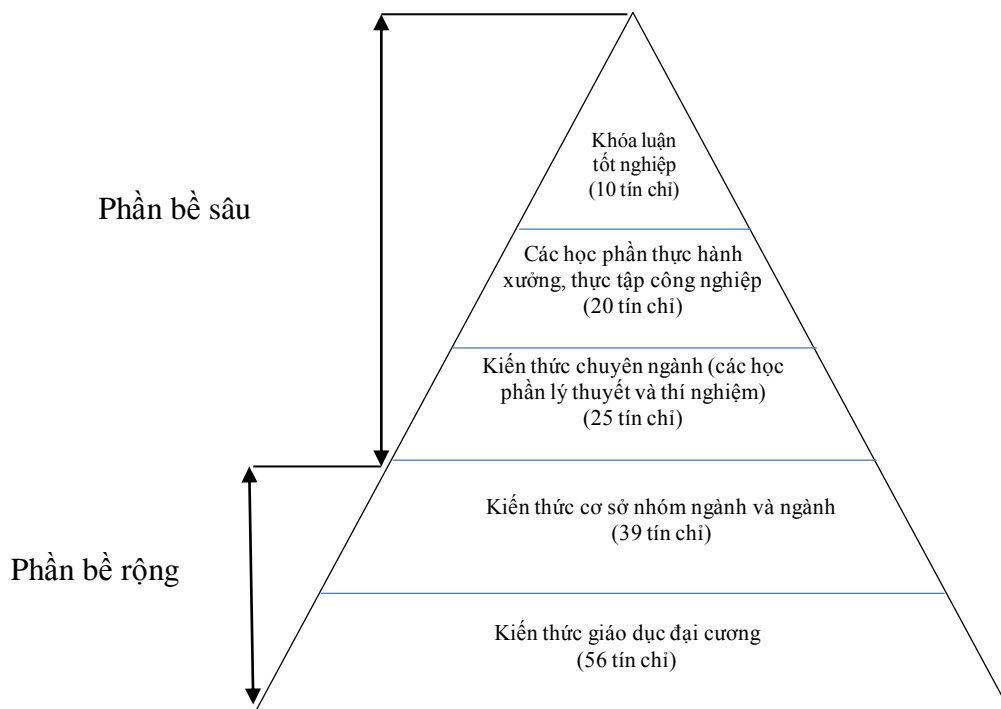 Khóa luận
tốt nghiệp
(10 tín chỉ)
Phần bề sâu
Các học phần thực hành
xưởng, thực tập công nghiệp
(20 tín chỉ)
Kiến thức chuyên ngành (các học
phần lý thuyết và thí nghiệm)
(25 tín chỉ)
Kiến thức cơ sở nhóm ngành và ngành
(39 tín chỉ)
Phần bề rộng
Kiến thức giáo dục đại cương
(56 tín chỉ)